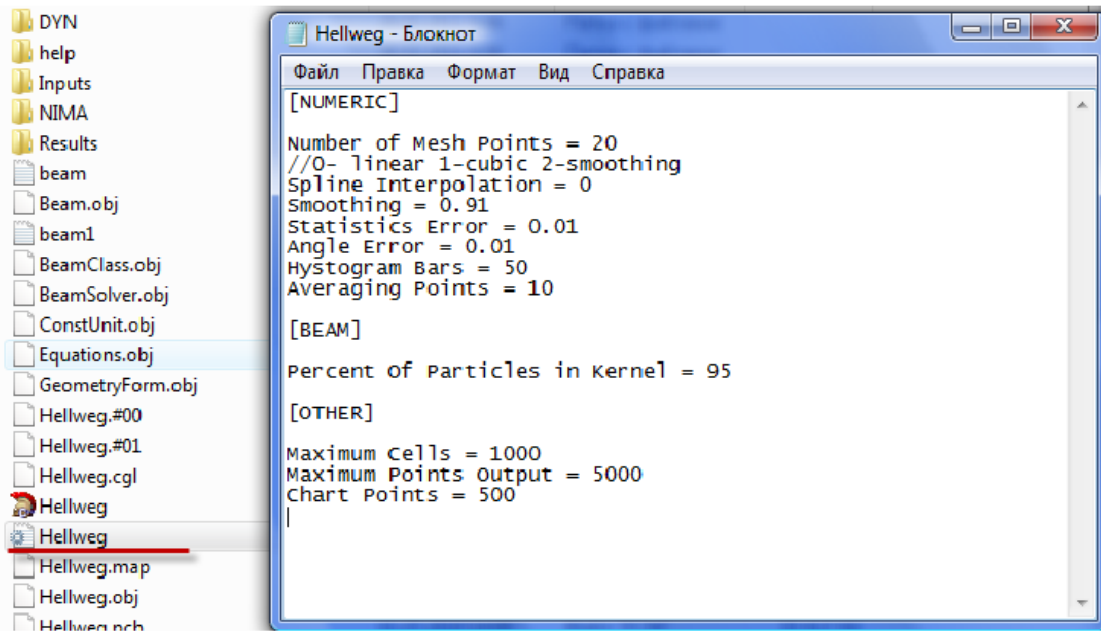 DYN
help
Inputs
NIMA
Results
beam
Beam.obj
beam1
BeamClass.obj
BeamSolver.obj
ConstUnit.obj
Equations.obj
GeometryForm.obj
Hellweg.#00
Hellweg.#01
Hellweg.cgl
Hellweg
Hellweg
Hellweg.map
Hellweg.obj
Hellweg.ncb
Hellweg - Блокнот
Файл Правка Формат Вид Справка
[NUMERIC]
Number of Mesh Points = 20
//0- linear 1-cubic 2-smoothing
Spline Interpolation = 0
Smoothing = 0.91
Statistics Error = 0.01
Angle Error = 0.01
Hystogram Bars = 50
Averaging Points = 10
[BEAM]
Percent Of Particles in Kernel = 95
[OTHER]
Maximum Cells = 1000
Maximum Points Output = 5000
Chart Points = 500